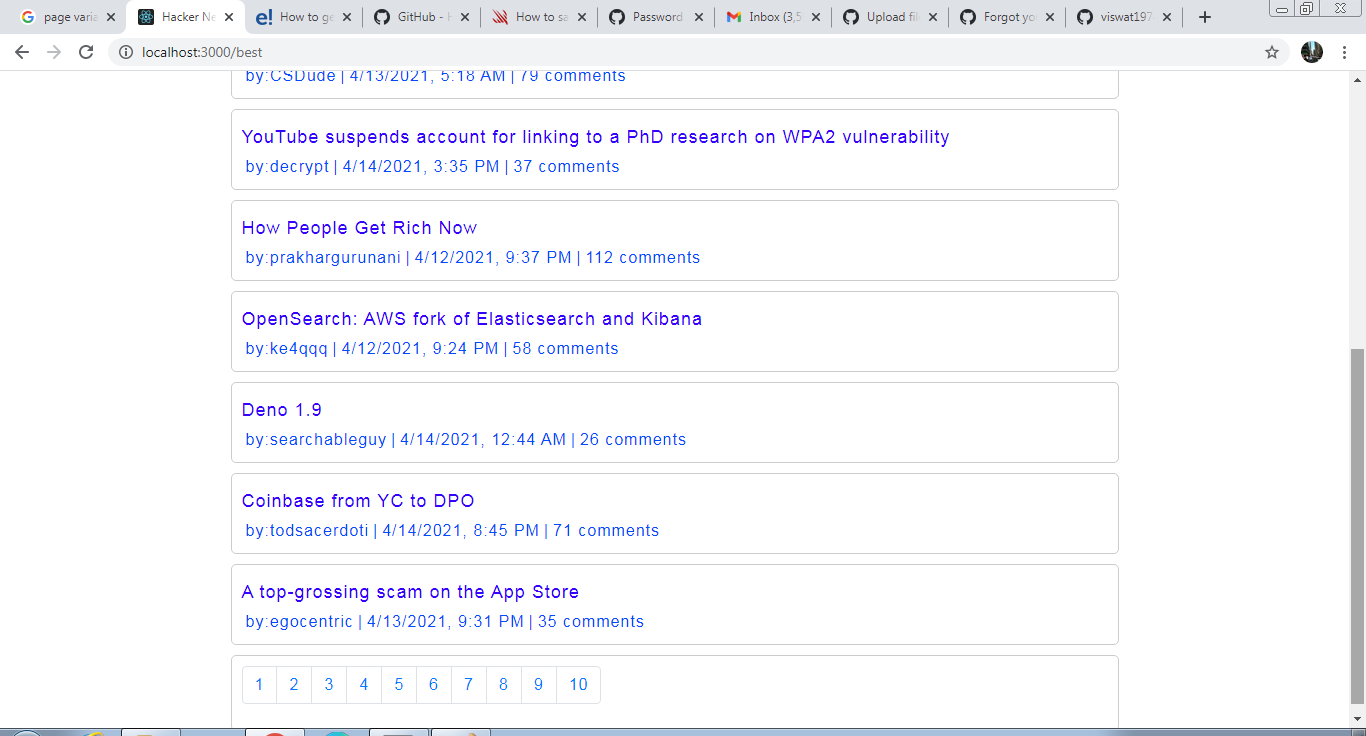 page varia
Hacker Ne
How to ge
GitHub - H
How to sa
Password
Inbox (3,5
Upload file
Forgot yo
viswat197
localhost:3000/best
by:CSDude | 4/13/2021, 5:18 AM | 79 comments
YouTube suspends account for linking to a PhD research on WPA2 vulnerability
by:decrypt | 4/14/2021, 3:35 PM | 37 comments
How People Get Rich Now
by:prakhargurunani | 4/12/2021, 9:37 PM | 112 comments
OpenSearch: AWS fork of Elasticsearch and Kibana
by:ke4qqq | 4/12/2021, 9:24 PM | 58 comments
Deno 1.9
by:searchableguy | 4/14/2021, 12:44 AM | 26 comments
Coinbase from YC to DPO
by:todsacerdoti | 4/14/2021, 8:45 PM | 71 comments
A top-grossing scam on the App Store
by:egocentric | 4/13/2021, 9:31 PM | 35 comments
1 2 3 4 5 6 7 8 9 10